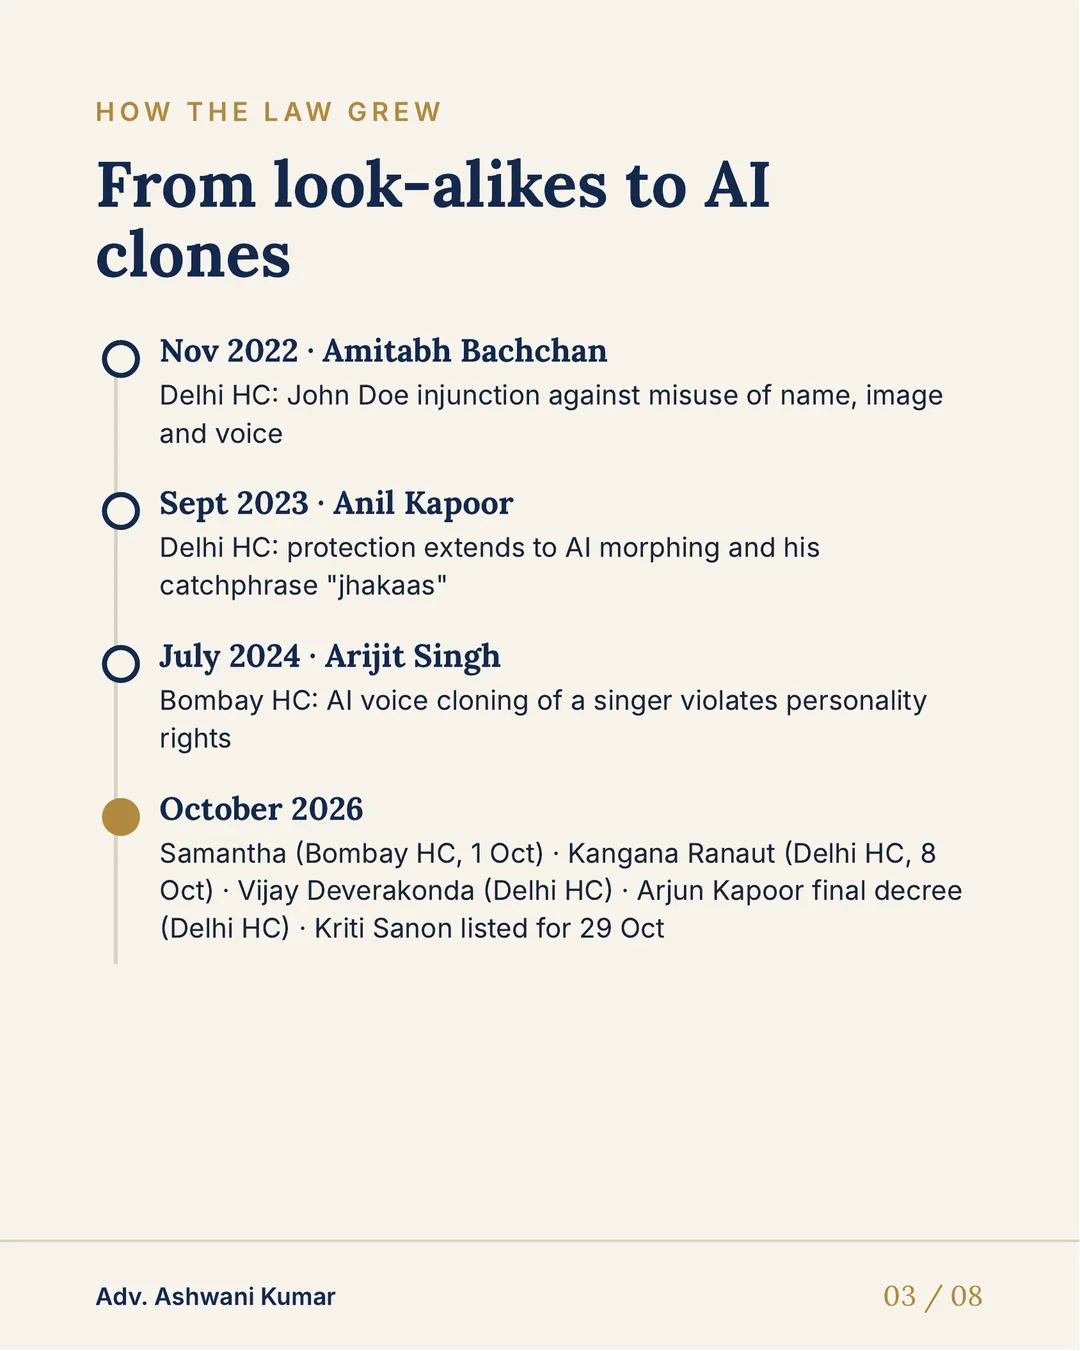 HOW THE LAW GREW
From look-alikes to AI
clones
Nov 2022 · Amitabh Bachchan
Delhi HC: John Doe injunction against misuse of name, image
and voice
Sept 2023 · Anil Kapoor
Delhi HC: protection extends to AI morphing and his
catchphrase "jhakaas"
July 2024 · Arijit Singh
Bombay HC: AI voice cloning of a singer violates personality
rights
October 2026
Samantha (Bombay HC, 1 Oct) · Kangana Ranaut (Delhi HC, 8
Oct) · Vijay Deverakonda (Delhi HC) · Arjun Kapoor final decree
(Delhi HC) · Kriti Sanon listed for 29 Oct
Adv. Ashwani Kumar
03 / 08